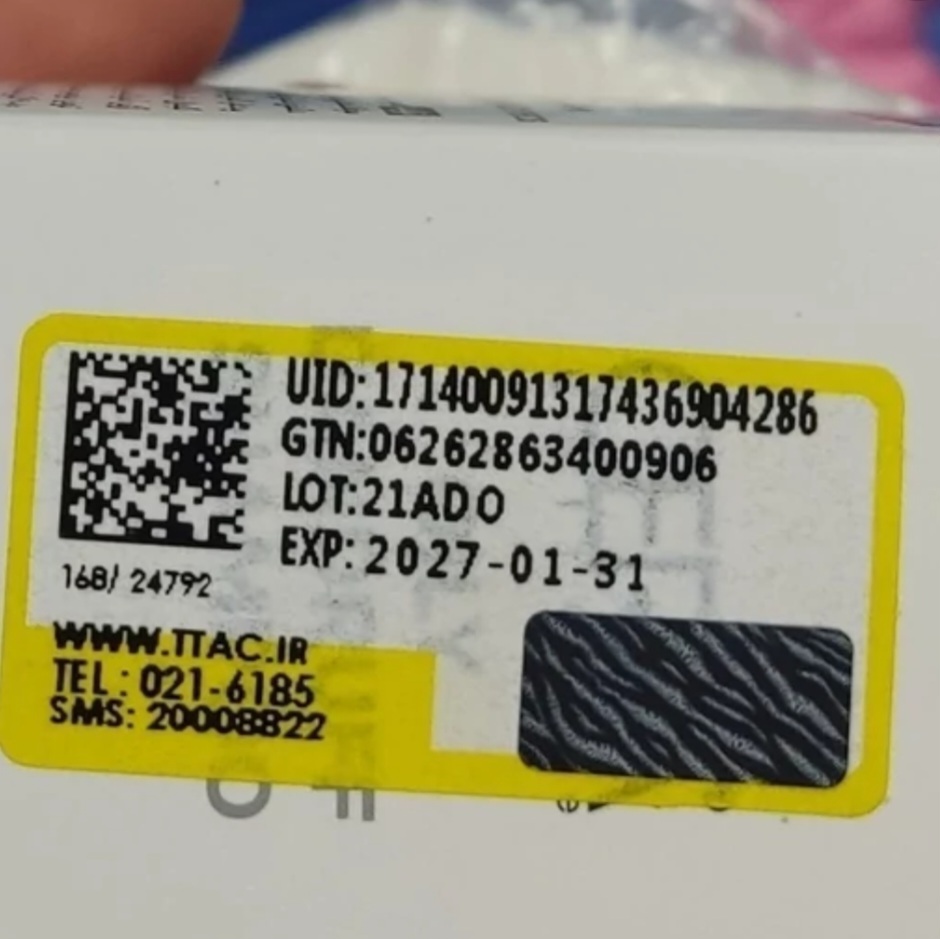 UID:17140091317436904286
GTN:06262863400906
LOT:21ADO
EXP: 2027-01-31
168/ 24792
WWW.TTAC.IR
TEL: 021-6185
SMS: 20008822